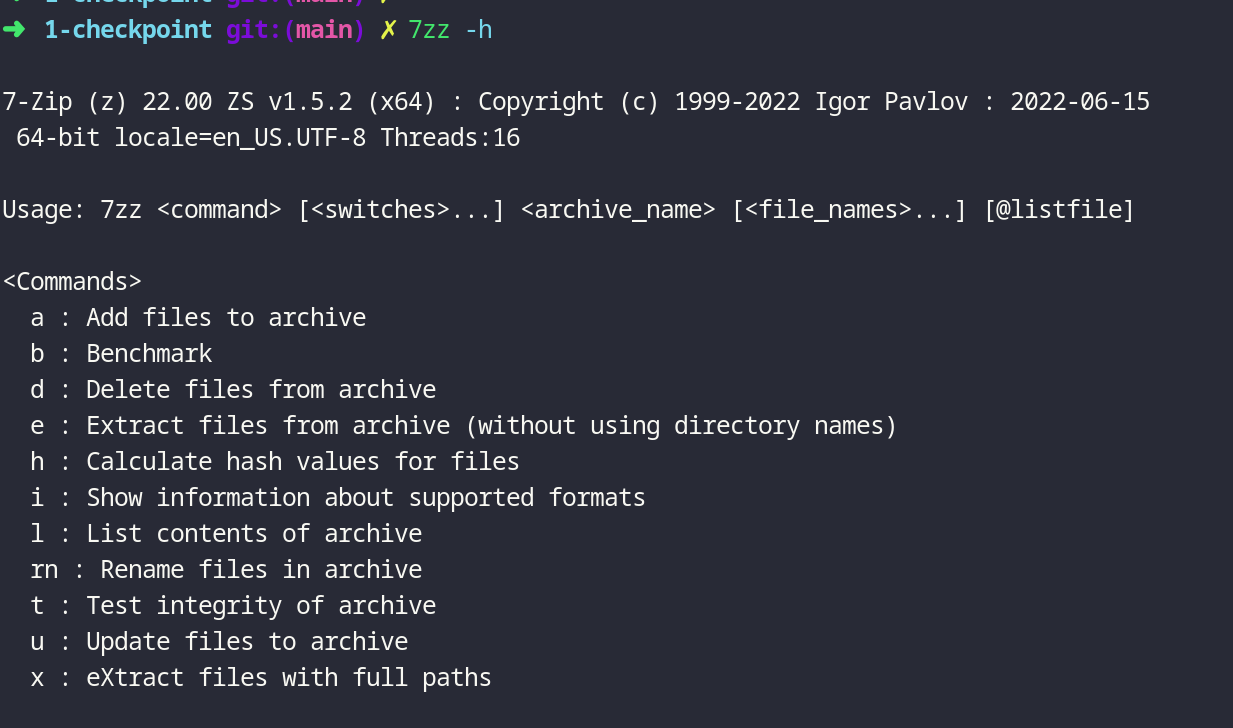 ➜ 1-checkpoint git:(main) ✗
➜ 1-checkpoint git:(main) ✗ 7zz -h
7-Zip (z) 22.00 ZS v1.5.2 (x64) : Copyright (c) 1999-2022 Igor Pavlov : 2022-06-15
64-bit locale=en_US.UTF-8 Threads:16
Usage: 7zz <command> [<switches>...] <archive_name> [<file_names>...] [@listfile]
<Commands>
a : Add files to archive
b : Benchmark
d : Delete files from archive
e : Extract files from archive (without using directory names)
h : Calculate hash values for files
i : Show information about supported formats
l : List contents of archive
rn : Rename files in archive
t : Test integrity of archive
u : Update files to archive
x : eXtract files with full paths